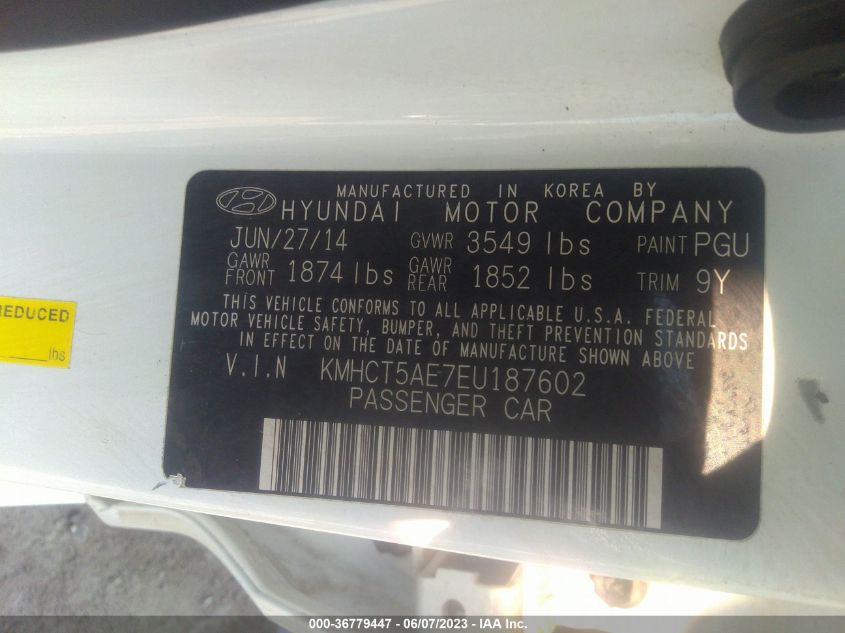 MANUFACTURED IN KOREA BY
HYUNDAI MOTOR COMPANY
JUN/27/14 GVWR 3549 lbs PAINT PGU
GAWR FRONT 1874 lbs GAWR REAR 1852 lbs TRIM 9Y
THIS VEHICLE CONFORMS TO ALL APPLICABLE U.S.A. FEDERAL
MOTOR VEHICLE SAFETY, BUMPER, AND THEFT PREVENTION STANDARDS
IN EFFECT ON THE DATE OF MANUFACTURE SHOWN ABOVE
V.I.N KMHCT5AE7EU187602
PASSENGER CAR
REDUCED
lbs
000-36779447 - 06/07/2023 - IAA Inc.